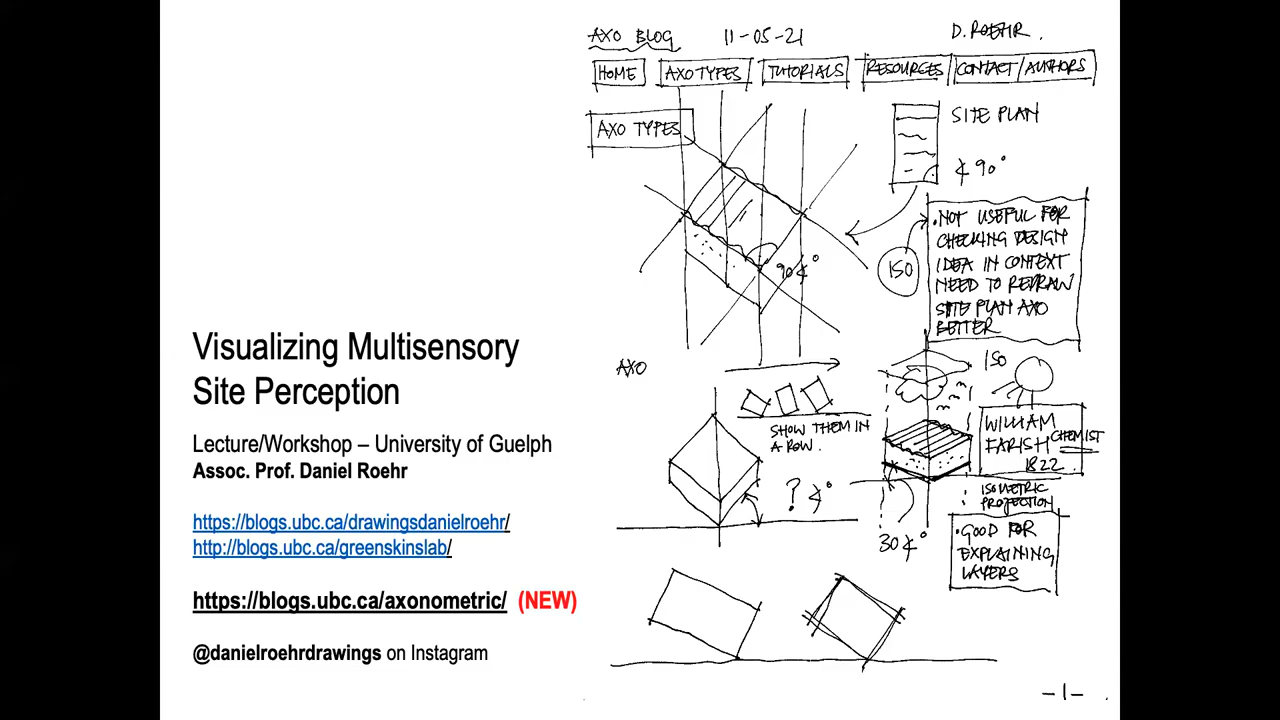 Visualizing Multisensory
Site Perception
Lecture/Workshop – University of Guelph
Assoc. Prof. Daniel Roehr
https://blogs.ubc.ca/drawingsdanielroehr/
http://blogs.ubc.ca/greenskinslab/
https://blogs.ubc.ca/axonometric/ (NEW)
@danielroehrdrawings on Instagram
AXO BLOG 11-05-21 D. ROEHR.
HOME AXO TYPES TUTORIALS RESOURCES CONTACT/AUTHORS
AXO TYPES
SITE PLAN
∢ 90°
90∢°
ISO
• NOT USEFUL FOR
CHECKING DESIGN
IDEA IN CONTEXT
NEED TO REDRAW
SITE PLAN AXO
BETTER
AXO
SHOW THEM IN
A ROW.
? ∢°
ISO
WILLIAM
FARISH CHEMIST
1822
ISOMETRIC
PROJECTION
30∢°
• GOOD FOR
EXPLAINING
LAYERS
-1-